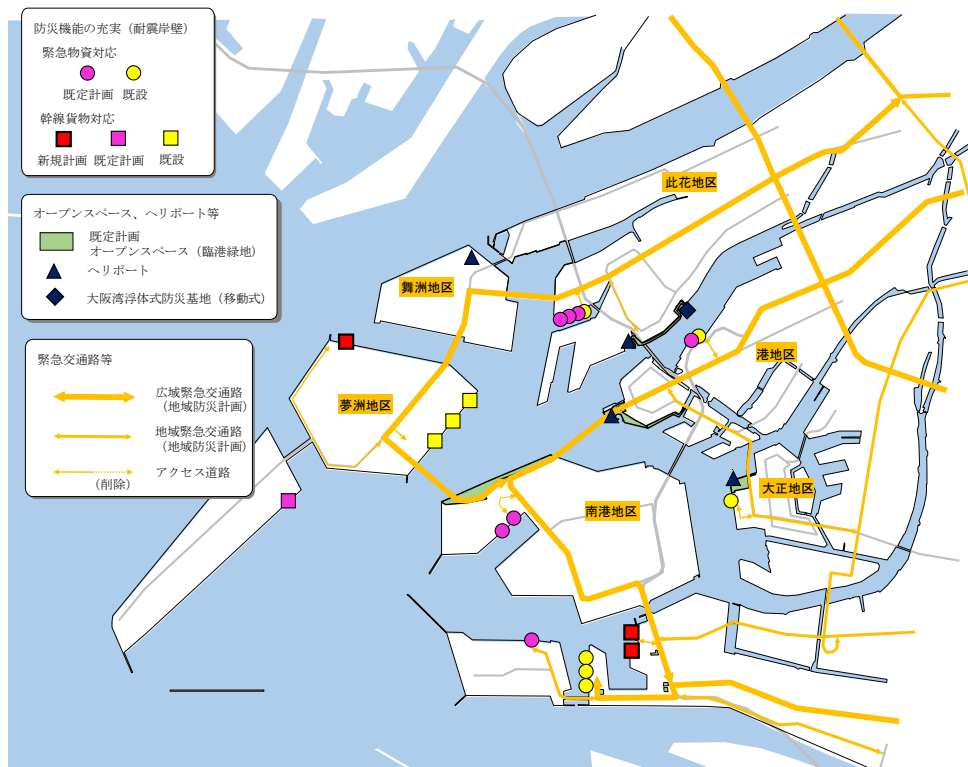 防災機能の充実（耐震岸壁）
緊急物資対応
既定計画 既設
幹線貨物対応
新規計画 既定計画 既設
オープンスペース、ヘリポート等
既定計画
オープンスペース（臨港緑地）
ヘリポート
大阪湾浮体式防災基地（移動式）
緊急交通路等
広域緊急交通路
（地域防災計画）
地域緊急交通路
（地域防災計画）
アクセス道路
（削除）
此花地区
舞洲地区
港地区
夢洲地区
大正地区
南港地区